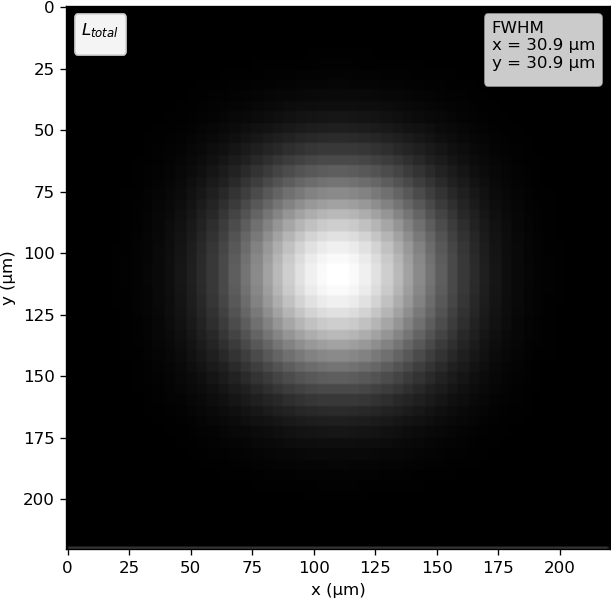 L_total
FWHM
x = 30.9 µm
y = 30.9 µm
0
25
50
75
100
125
150
175
200
y (µm)
0 25 50 75 100 125 150 175 200
x (µm)